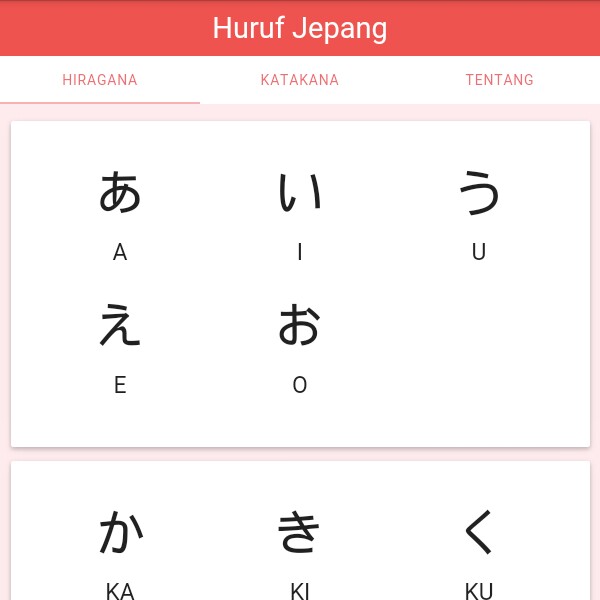 Huruf Jepang
HIRAGANA KATAKANA TENTANG
あ い う
A I U
え お
E O
か き く
KA KI KU